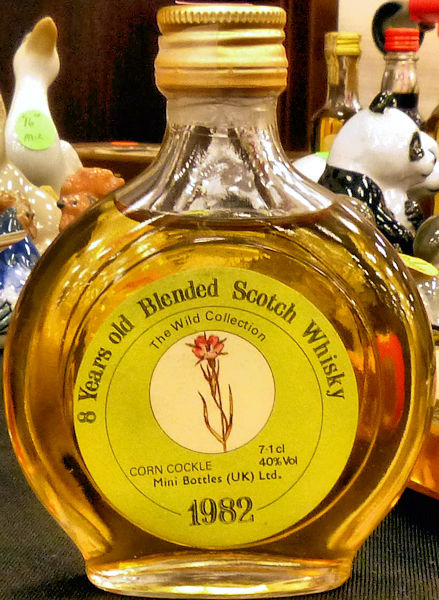 8 Years old Blended Scotch Whisky
The Wild Collection
7·1 cl
40% Vol
CORN COCKLE
Mini Bottles (UK) Ltd.
1982